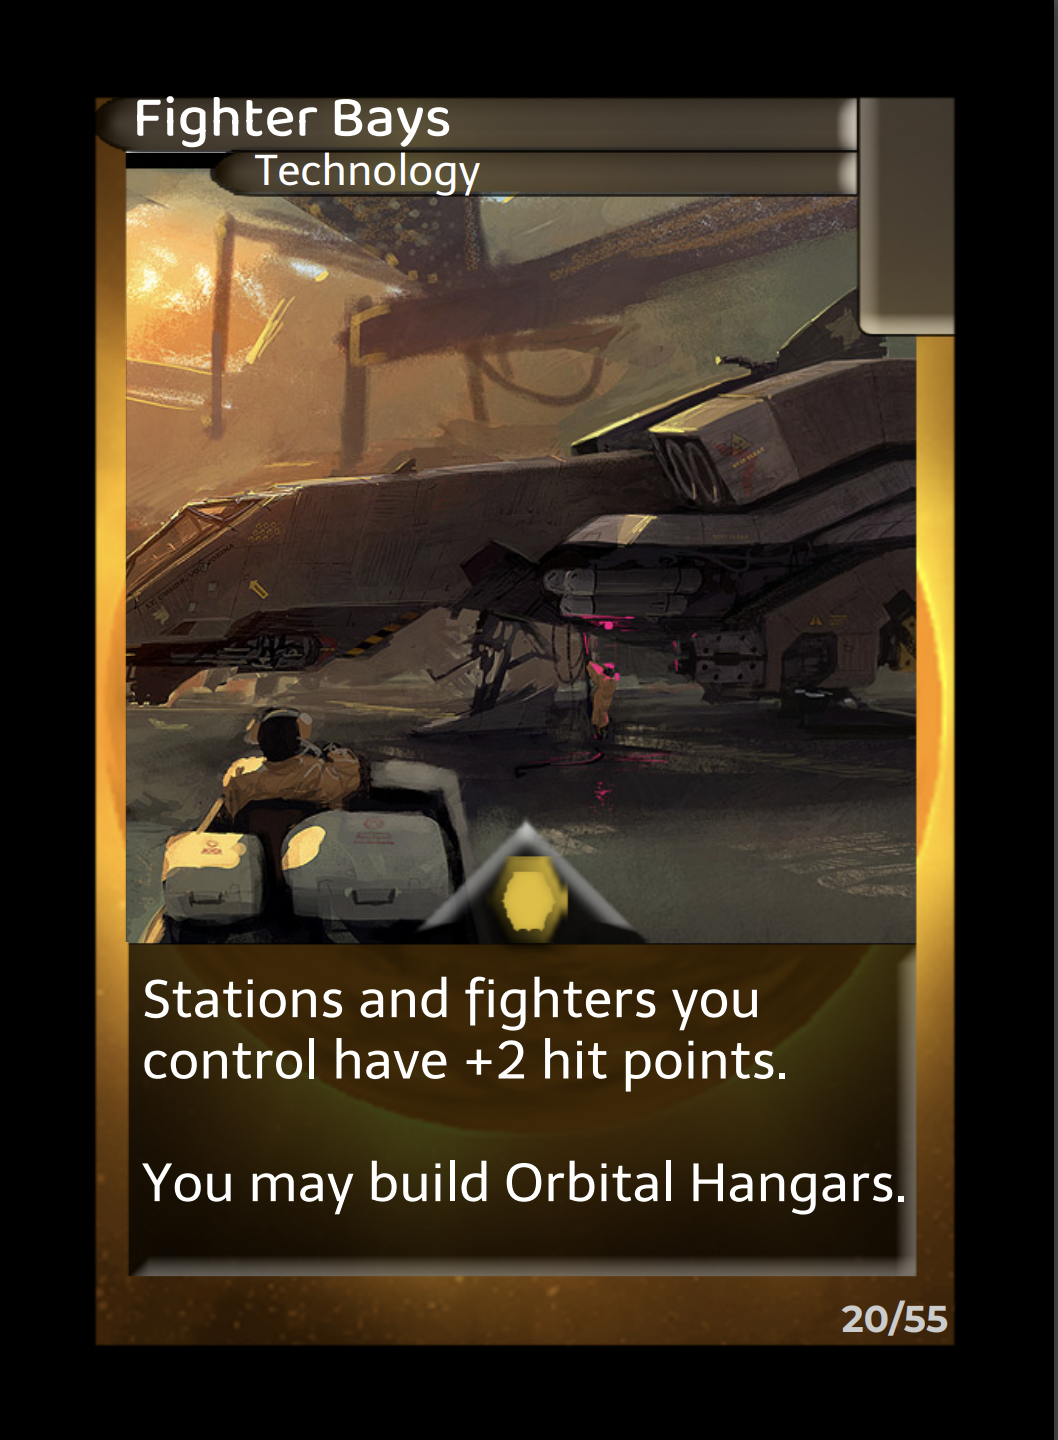 Fighter Bays
Technology
Stations and fighters you
control have +2 hit points.
You may build Orbital Hangars.
20/55